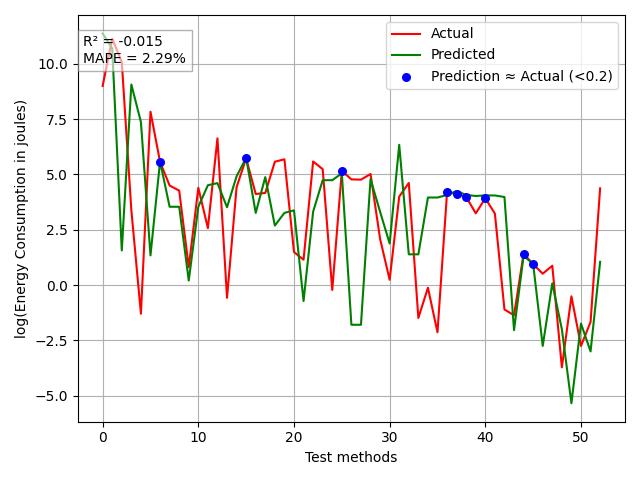 R² = -0.015
MAPE = 2.29%
Actual
Predicted
Prediction ≈ Actual (<0.2)
log(Energy Consumption in joules)
10.0
7.5
5.0
2.5
0.0
−2.5
−5.0
0 10 20 30 40 50
Test methods